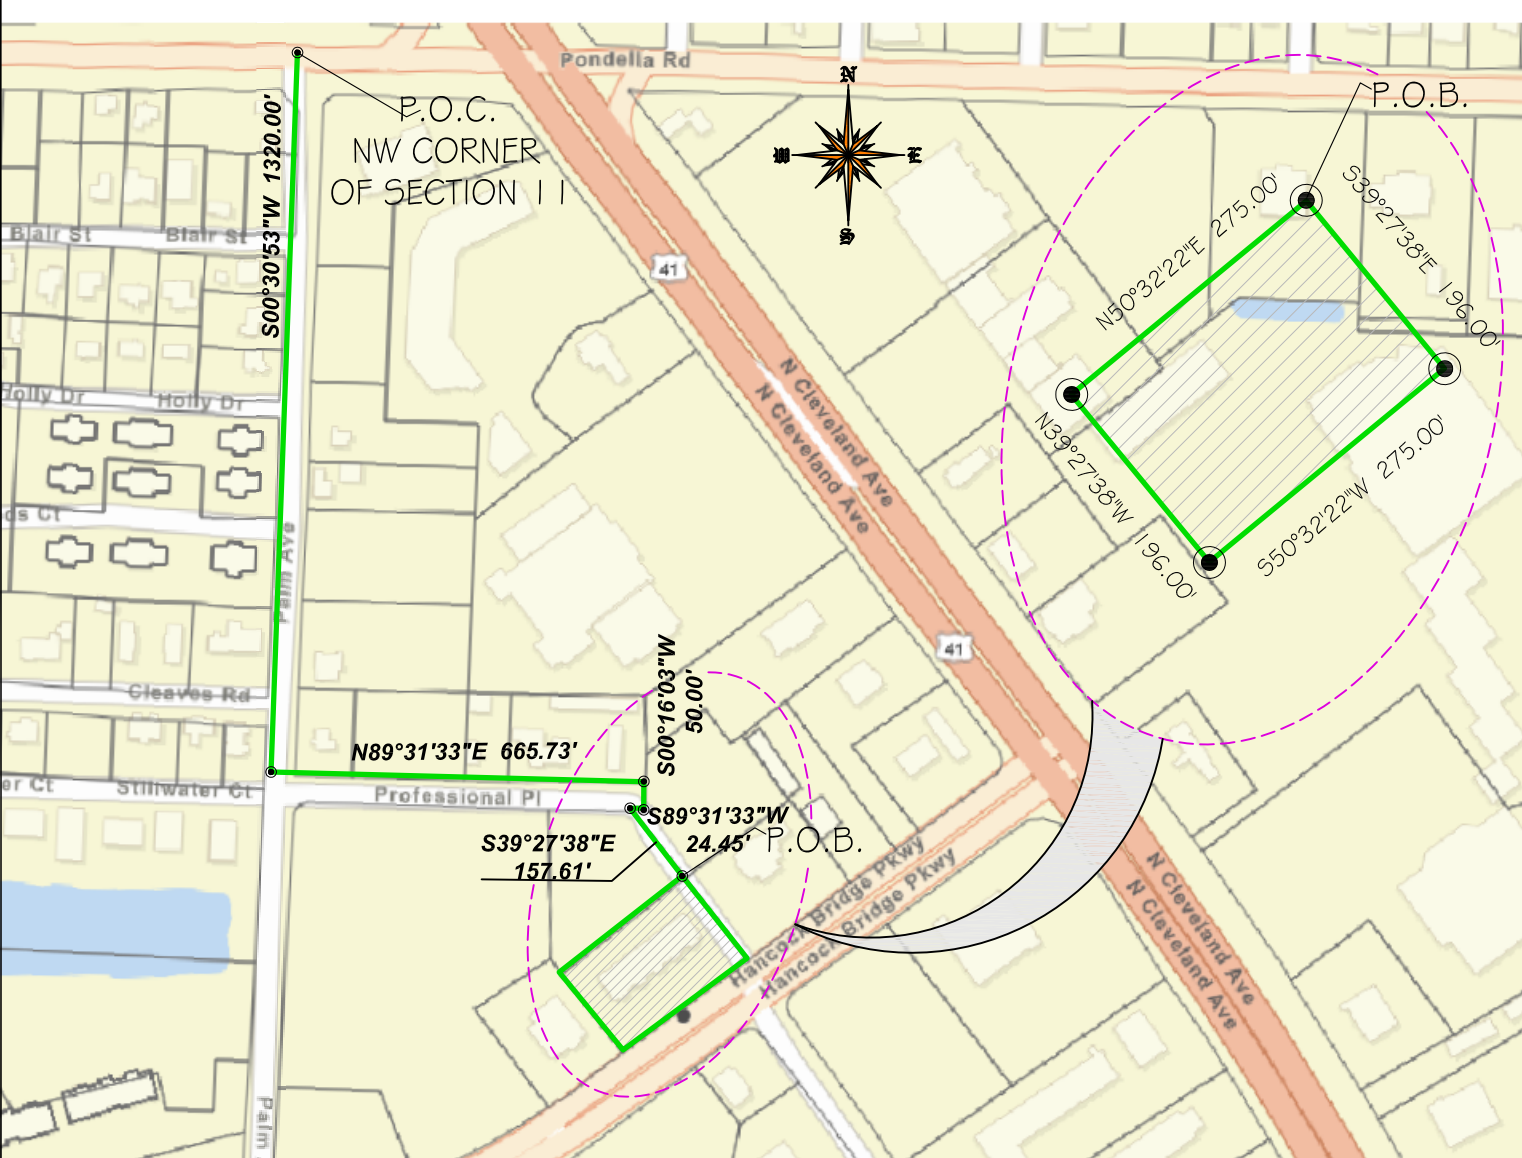 Pondella Rd
P.O.C.
NW CORNER
OF SECTION 11
S00°30'53"W 1320.00'
N
W
E
S
P.O.B.
N50°32'22"E 275.00'
S39°27'38"E 196.00'
N39°27'38"W 196.00'
S50°32'22"W 275.00'
Blair St
Blair St
41
Holly Dr
Holly Dr
N Cleveland Ave
N Cleveland Ave
ds Ct
Palm Ave
41
Cleaves Rd
S00°16'03"W
50.00'
N89°31'33"E 665.73'
er Ct
Stillwater Ct
Professional Pl
S89°31'33"W
24.45'
S39°27'38"E
157.61'
P.O.B.
Hancock Bridge Pkwy
Hancock Bridge Pkwy
N Cleveland Ave
N Cleveland Ave
Palm